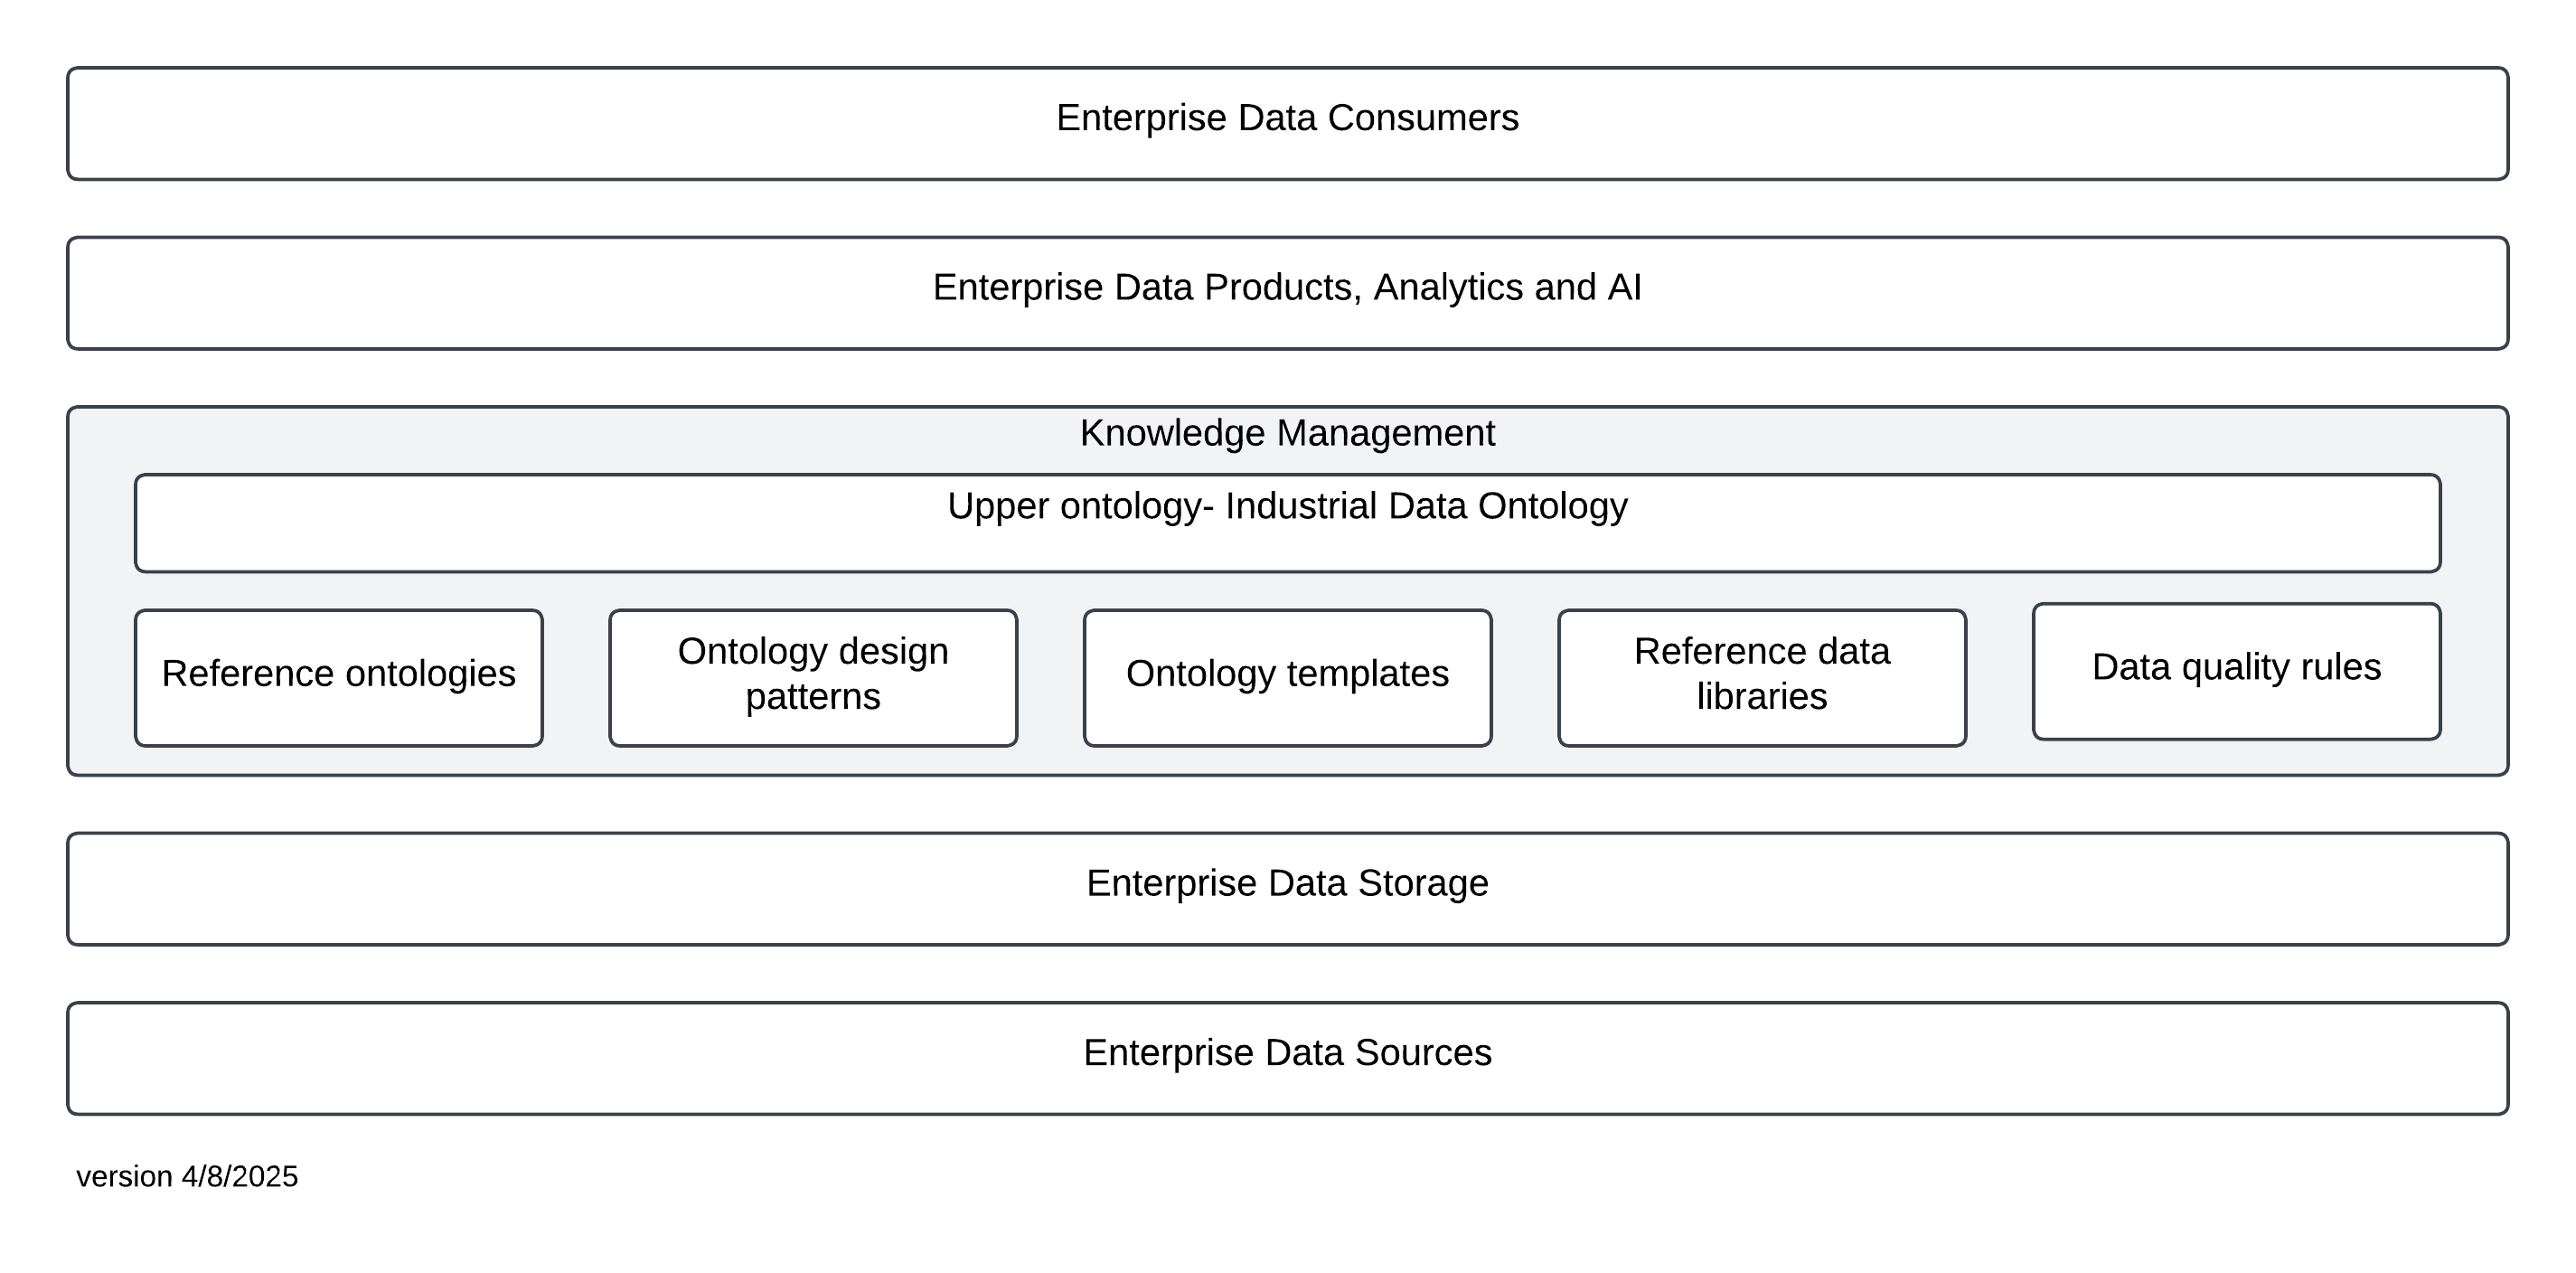 Enterprise Data Consumers
Enterprise Data Products, Analytics and AI
Knowledge Management
Upper ontology- Industrial Data Ontology
Reference ontologies
Ontology design
patterns
Ontology templates
Reference data
libraries
Data quality rules
Enterprise Data Storage
Enterprise Data Sources
version 4/8/2025